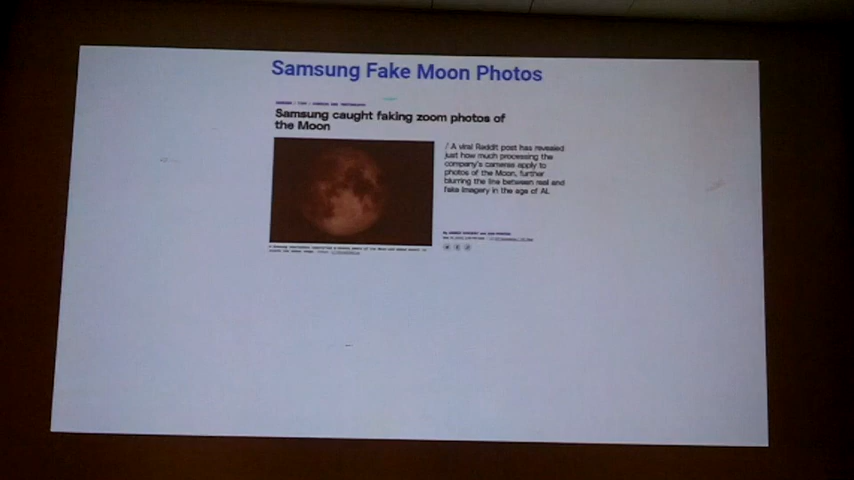 Samsung Fake Moon Photos
Samsung caught faking zoom photos of
the Moon
/ A viral Reddit post has revealed
just how much processing the
company's cameras apply to
photos of the Moon, further
blurring the line between real and
fake imagery in the age of AI.